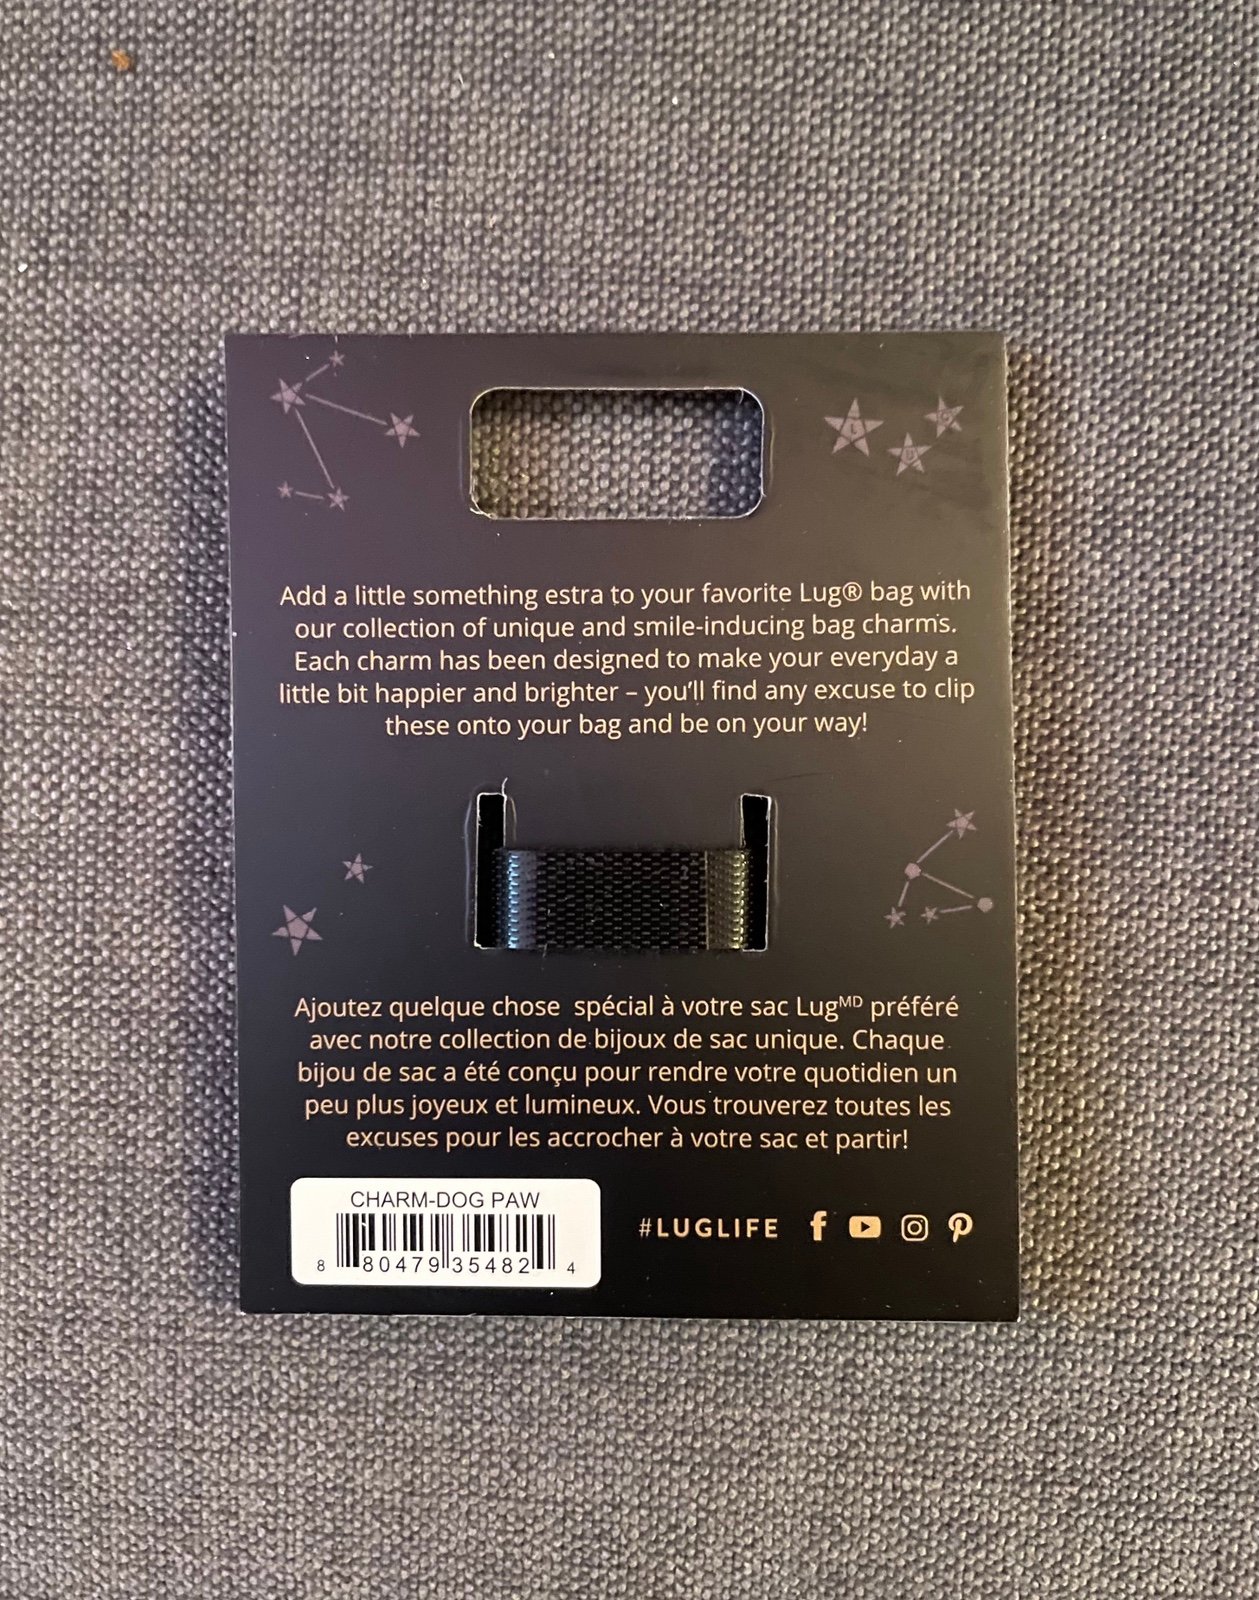 L U G
Add a little something estra to your favorite Lug® bag with
our collection of unique and smile-inducing bag charms.
Each charm has been designed to make your everyday a
little bit happier and brighter – you'll find any excuse to clip
these onto your bag and be on your way!
Ajoutez quelque chose  spécial à votre sac Lugᴹᴰ préféré
avec notre collection de bijoux de sac unique. Chaque
bijou de sac a été conçu pour rendre votre quotidien un
peu plus joyeux et lumineux. Vous trouverez toutes les
excuses pour les accrocher à votre sac et partir!
CHARM-DOG PAW
8 80479 35482 4
#LUGLIFE